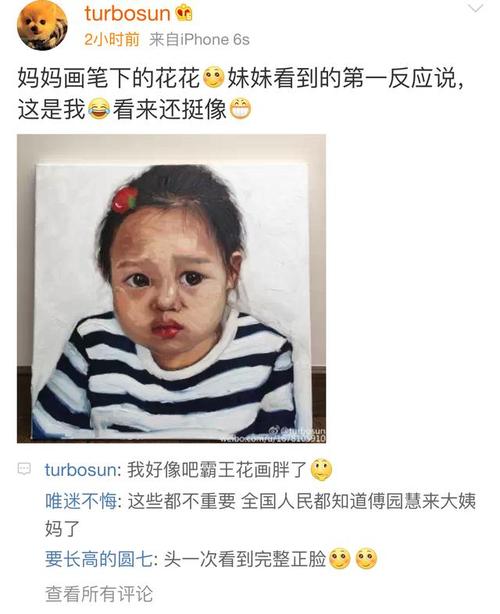 turbosun
2小时前 来自iPhone 6s
妈妈画笔下的花花妹妹看到的第一反应说,
这是我看来还挺像
@turbosun
weibo.com/u/1678105910
turbosun: 我好像吧霸王花画胖了
唯迷不悔: 这些都不重要 全国人民都知道傅园慧来大姨
妈了
要长高的圆七: 头一次看到完整正脸
查看所有评论